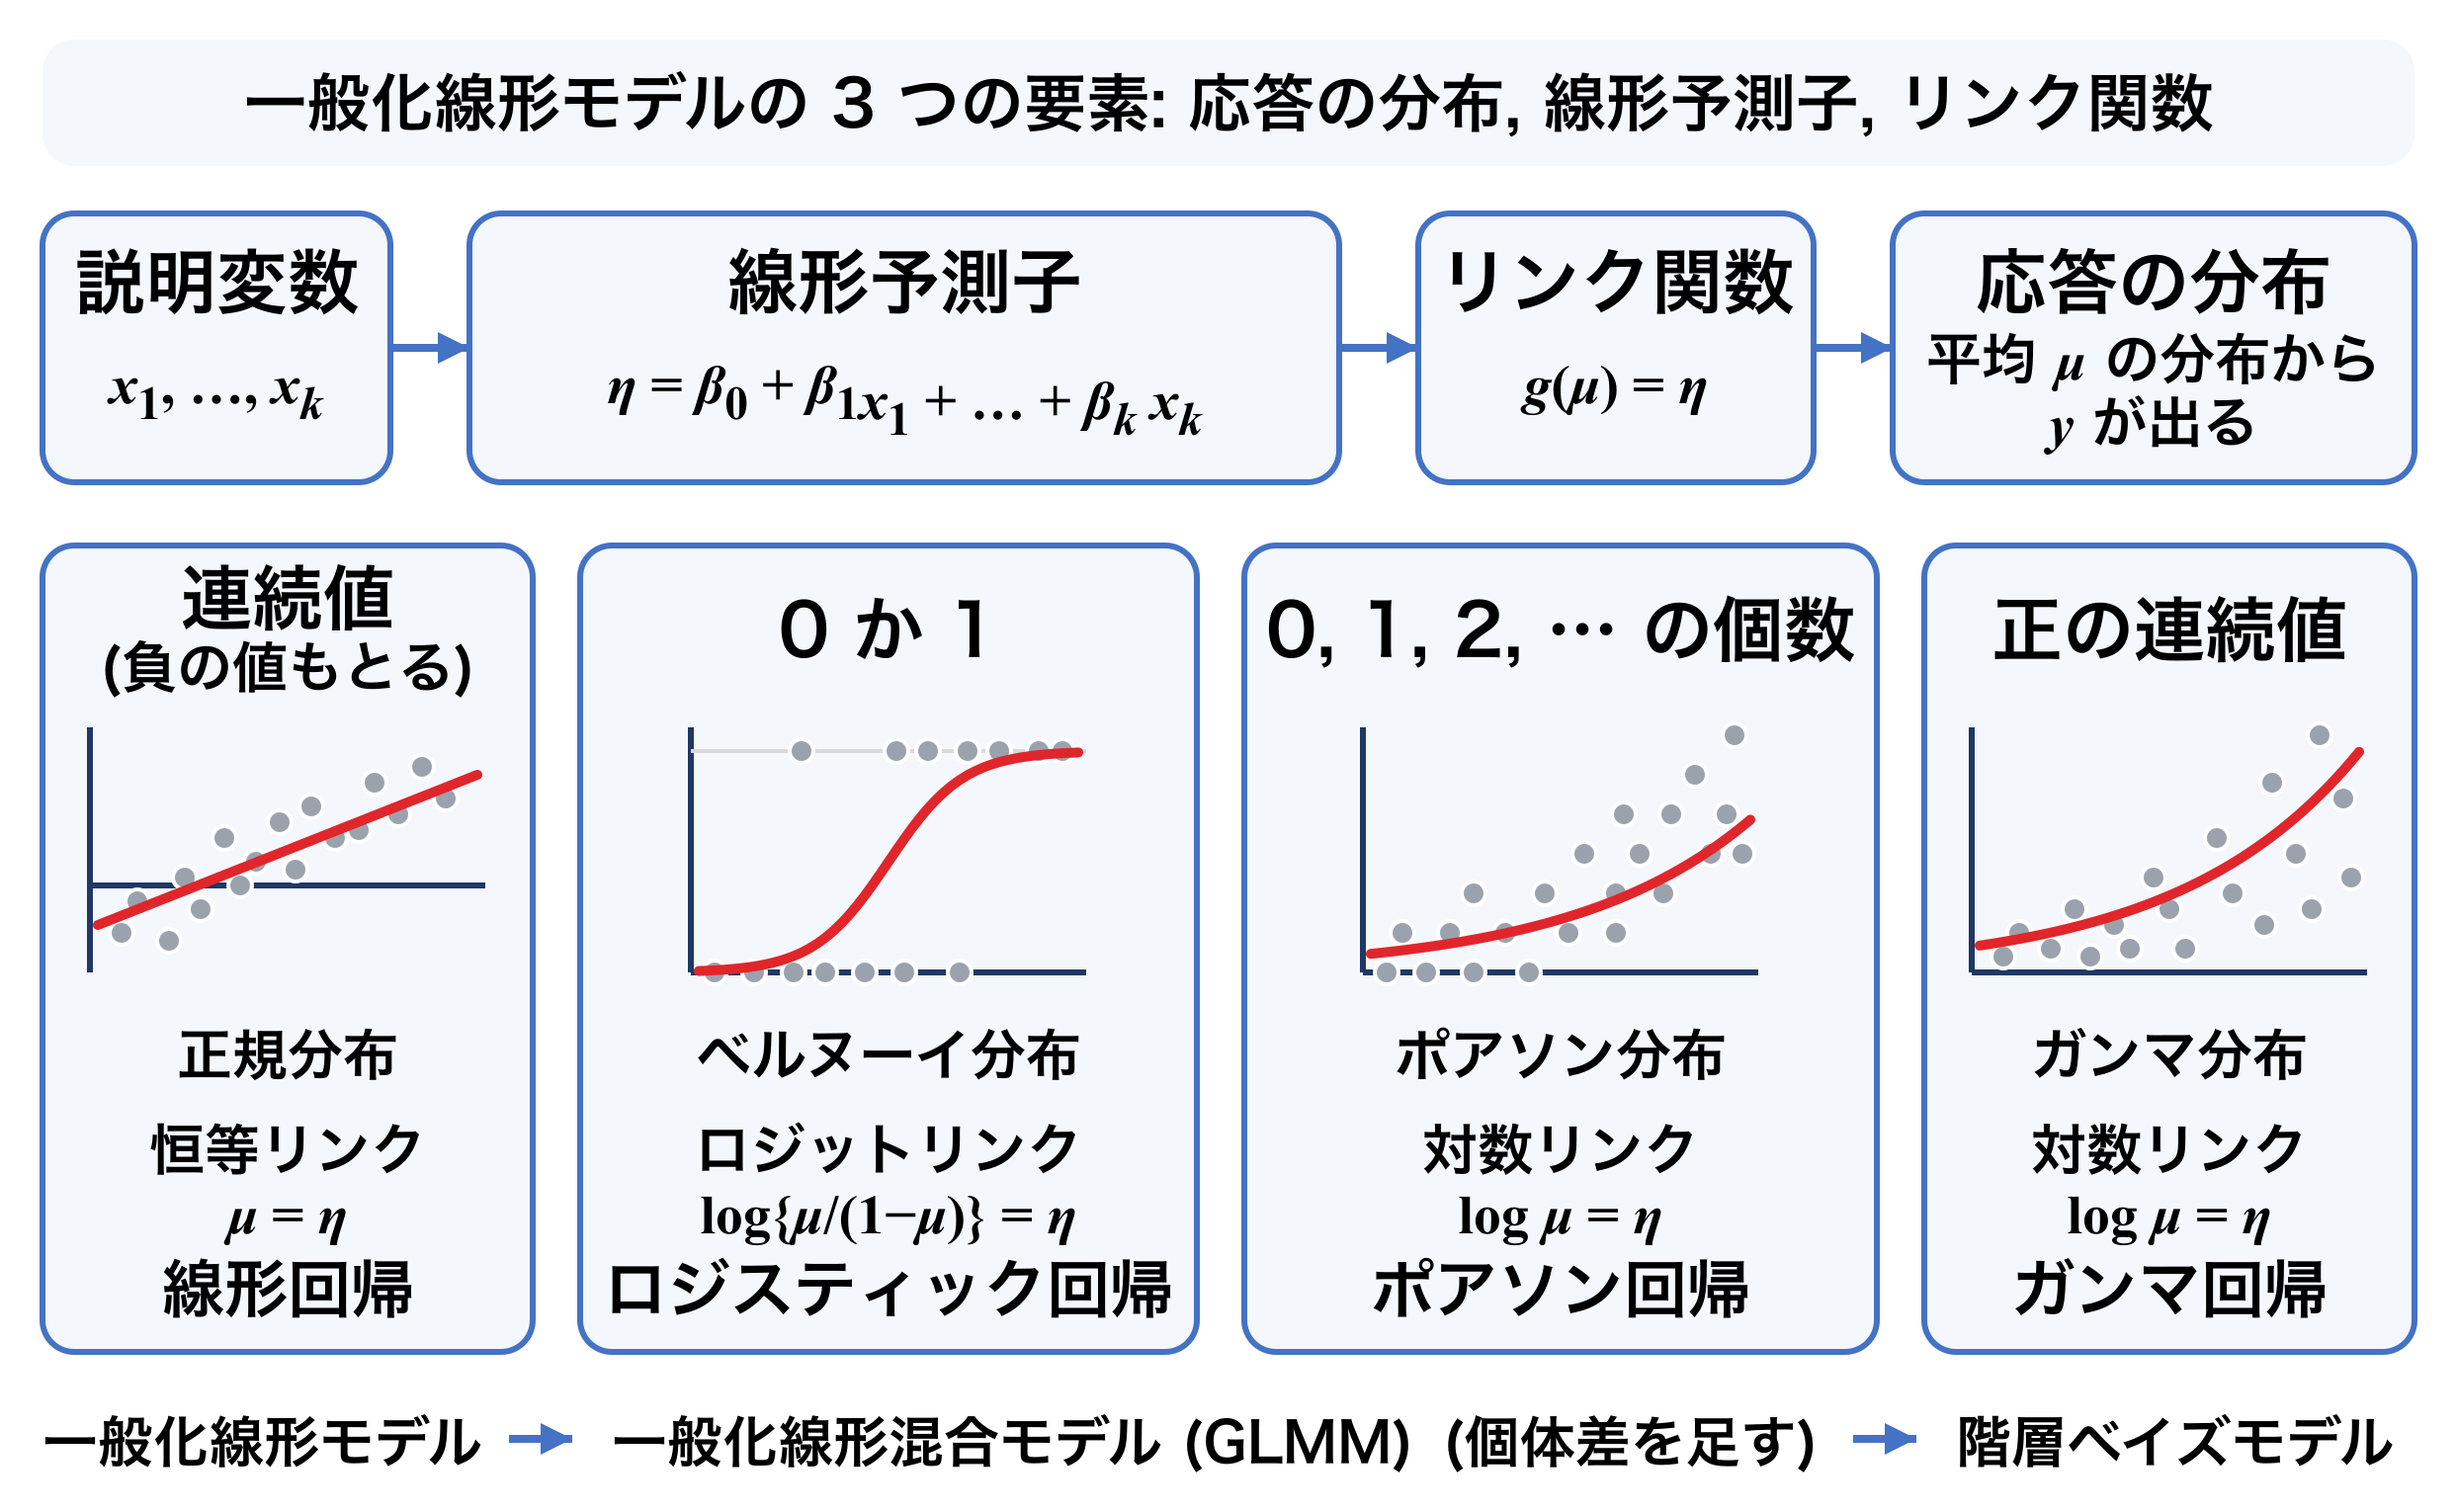 一般化線形モデルの 3 つの要素: 応答の分布, 線形予測子, リンク関数
説明変数
x₁, …, xₖ
線形予測子
η = β₀ + β₁x₁ + … + βₖ xₖ
リンク関数
g(μ) = η
応答の分布
平均 μ の分布から
y が出る
連続値
(負の値もとる)
正規分布
恒等リンク
μ = η
線形回帰
0 か 1
ベルヌーイ分布
ロジットリンク
log{μ/(1−μ)} = η
ロジスティック回帰
0, 1, 2, … の個数
ポアソン分布
対数リンク
log μ = η
ポアソン回帰
正の連続値
ガンマ分布
対数リンク
log μ = η
ガンマ回帰
一般化線形モデル → 一般化線形混合モデル (GLMM) (個体差を足す) → 階層ベイズモデル